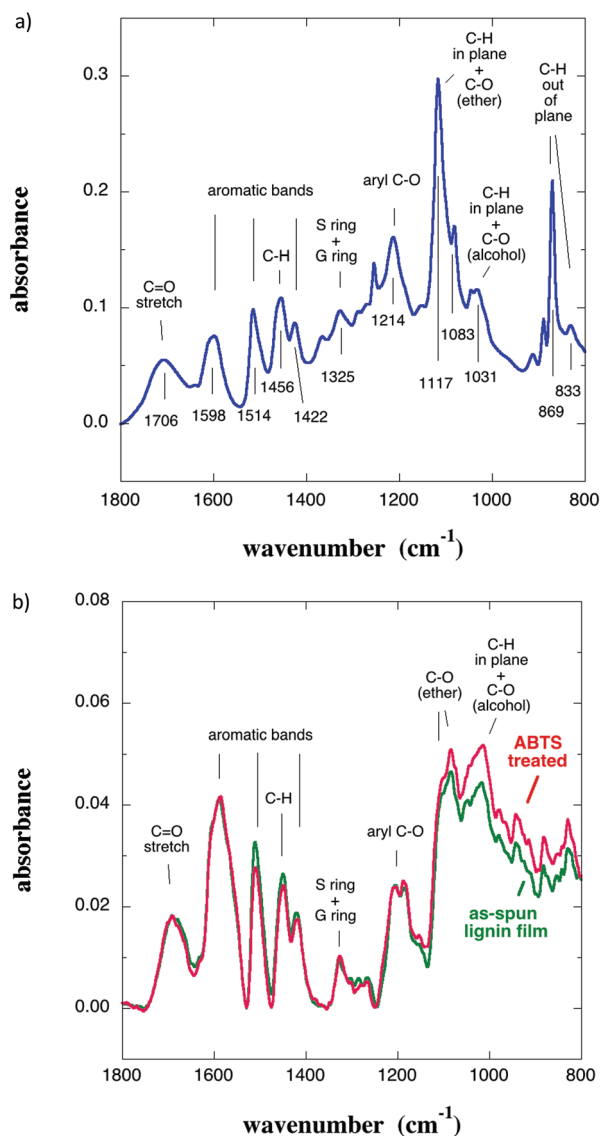 a)
absorbance
0.3
0.2
0.1
0.0
C=O
stretch
aromatic bands
C-H
S ring
+
G ring
aryl C-O
C-H
in plane
+
C-O
(ether)
C-H
in plane
+
C-O
(alcohol)
C-H
out
of
plane
1706
1598
1514
1456
1422
1325
1214
1117
1083
1031
869
833
1800
1600
1400
1200
1000
800
wavenumber (cm-1)
b)
absorbance
0.08
0.06
0.04
0.02
0.00
C=O
stretch
aromatic bands
C-H
S ring
+
G ring
aryl C-O
C-O
(ether)
C-H
in plane
+
C-O
(alcohol)
ABTS
treated
as-spun
lignin film
1800
1600
1400
1200
1000
800
wavenumber (cm-1)